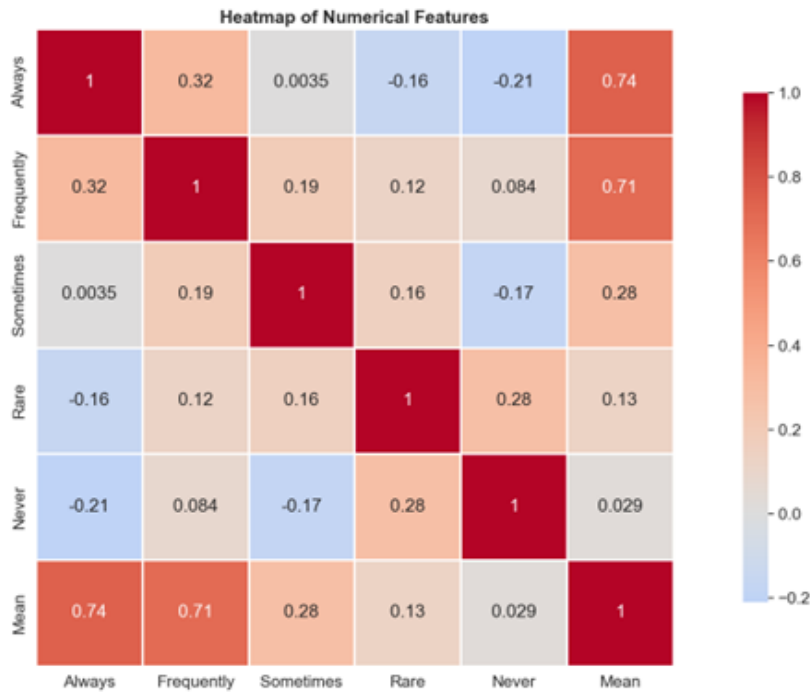 Heatmap of Numerical Features
Always 1 0.32 0.0035 -0.16 -0.21 0.74
Frequently 0.32 1 0.19 0.12 0.084 0.71
Sometimes 0.0035 0.19 1 0.16 -0.17 0.28
Rare -0.16 0.12 0.16 1 0.28 0.13
Never -0.21 0.084 -0.17 0.28 1 0.029
Mean 0.74 0.71 0.28 0.13 0.029 1
Always Frequently Sometimes Rare Never Mean
1.0
0.8
0.6
0.4
0.2
0.0
−0.2